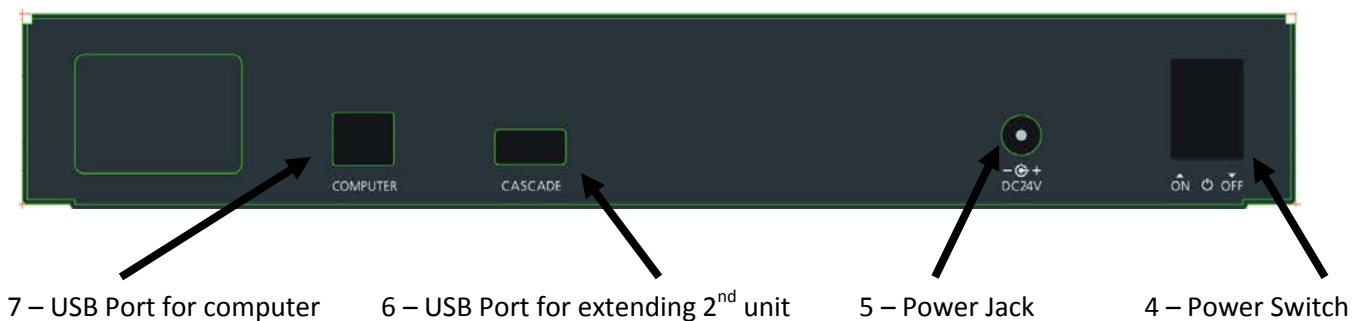 COMPUTER
CASCADE
DC24V
ON OFF
7 – USB Port for computer
6 – USB Port for extending 2nd unit
5 – Power Jack
4 – Power Switch